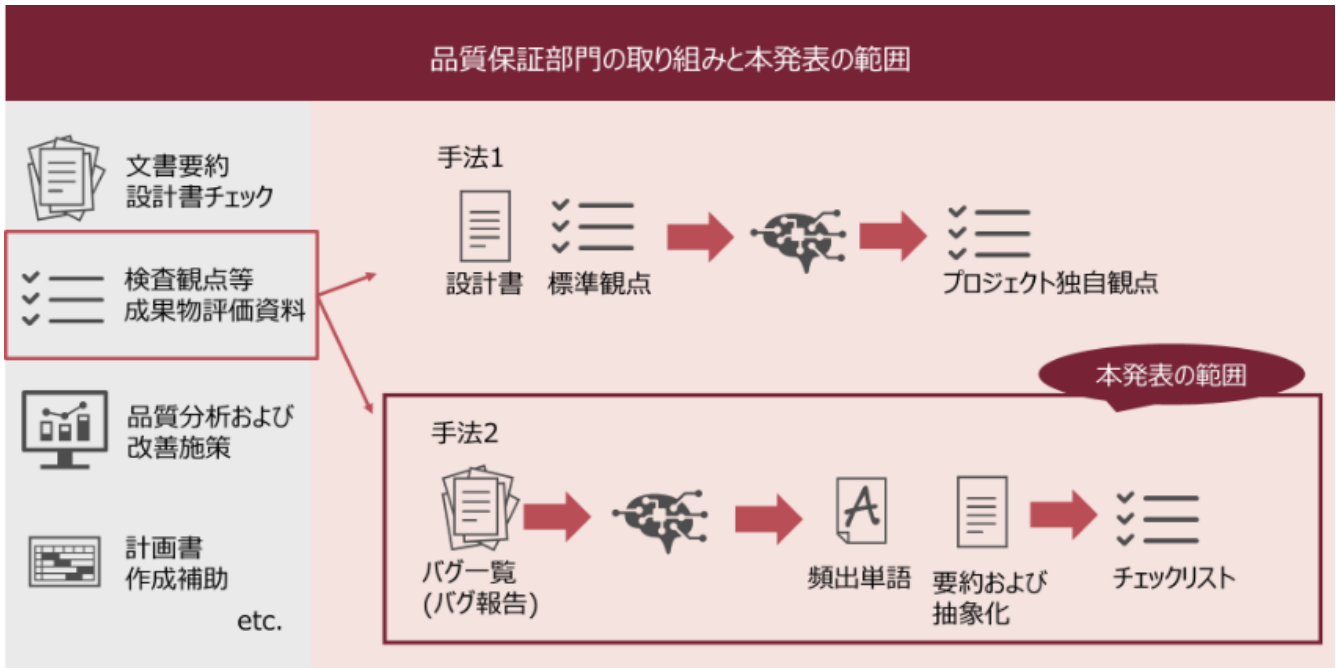 品質保証部門の取り組みと本発表の範囲
文書要約
設計書チェック
検査観点等
成果物評価資料
品質分析および
改善施策
計画書
作成補助
etc.
手法1
設計書
標準観点
プロジェクト独自観点
本発表の範囲
手法2
バグ一覧
(バグ報告)
A
頻出単語
要約および
抽象化
チェックリスト